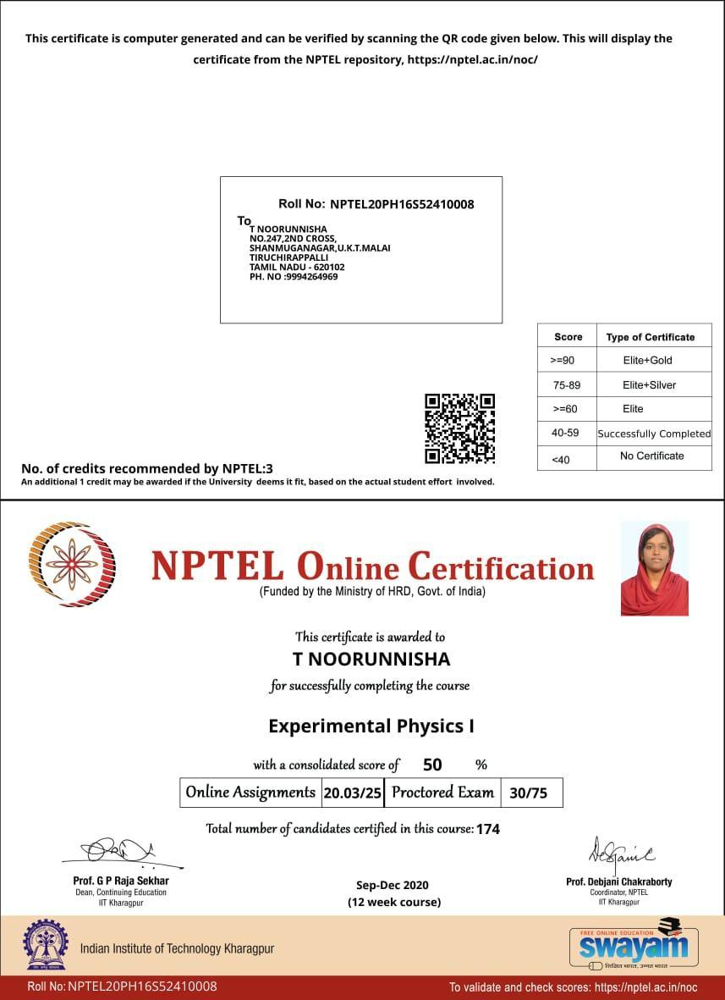 This certificate is computer generated and can be verified by scanning the QR code given below. This will display the
certificate from the NPTEL repository, https://nptel.ac.in/noc/
Roll No: NPTEL20PH16S52410008
To
T NOORUNNISHA
NO.247,2ND CROSS,
SHANMUGANAGAR,U.K.T.MALAI
TIRUCHIRAPPALLI
TAMIL NADU - 620102
PH. NO :9994264969
Score Type of Certificate
>=90 Elite+Gold
75-89 Elite+Silver
>=60 Elite
40-59 Successfully Completed
<40 No Certificate
No. of credits recommended by NPTEL:3
An additional 1 credit may be awarded if the University deems it fit, based on the actual student effort involved.
NPTEL Online Certification
(Funded by the Ministry of HRD, Govt. of India)
This certificate is awarded to
T NOORUNNISHA
for successfully completing the course
Experimental Physics I
with a consolidated score of 50 %
Online Assignments 20.03/25 Proctored Exam 30/75
Total number of candidates certified in this course: 174
Prof. G P Raja Sekhar
Dean, Continuing Education
IIT Kharagpur
Sep-Dec 2020
(12 week course)
Prof. Debjani Chakraborty
Coordinator, NPTEL
IIT Kharagpur
Indian Institute of Technology Kharagpur
FREE ONLINE EDUCATION
swayam
शिक्षित भारत, उन्नत भारत
Roll No: NPTEL20PH16S52410008
To validate and check scores: https://nptel.ac.in/noc